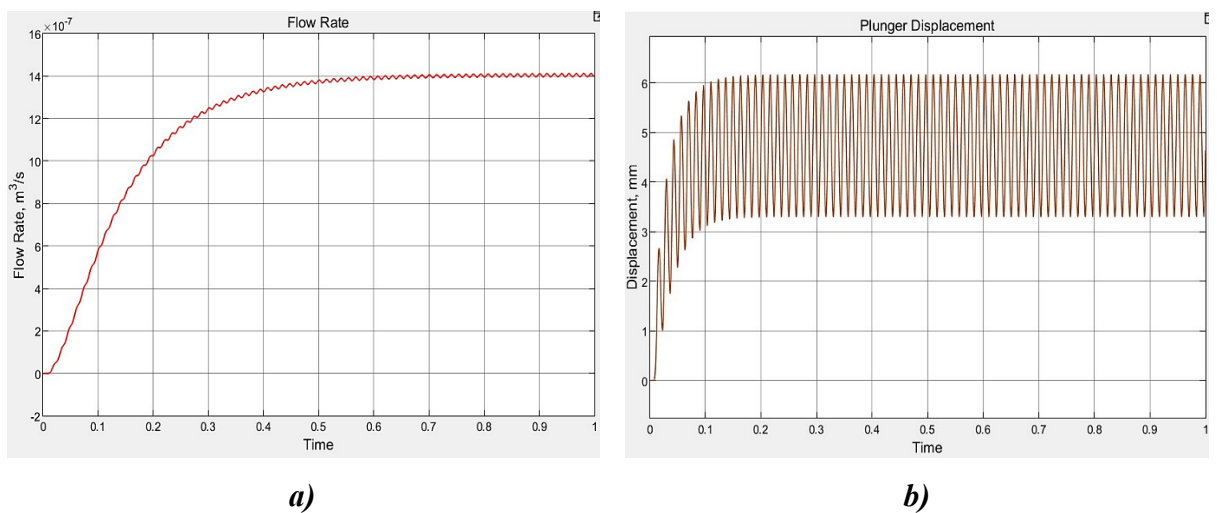 Flow Rate
×10⁻⁷
16
14
12
10
8
6
4
2
0
-2
Flow Rate, m³/s
0 0.1 0.2 0.3 0.4 0.5 0.6 0.7 0.8 0.9 1
Time
a)
Plunger Displacement
6
5
4
3
2
1
0
Displacement, mm
0 0.1 0.2 0.3 0.4 0.5 0.6 0.7 0.8 0.9 1
Time
b)